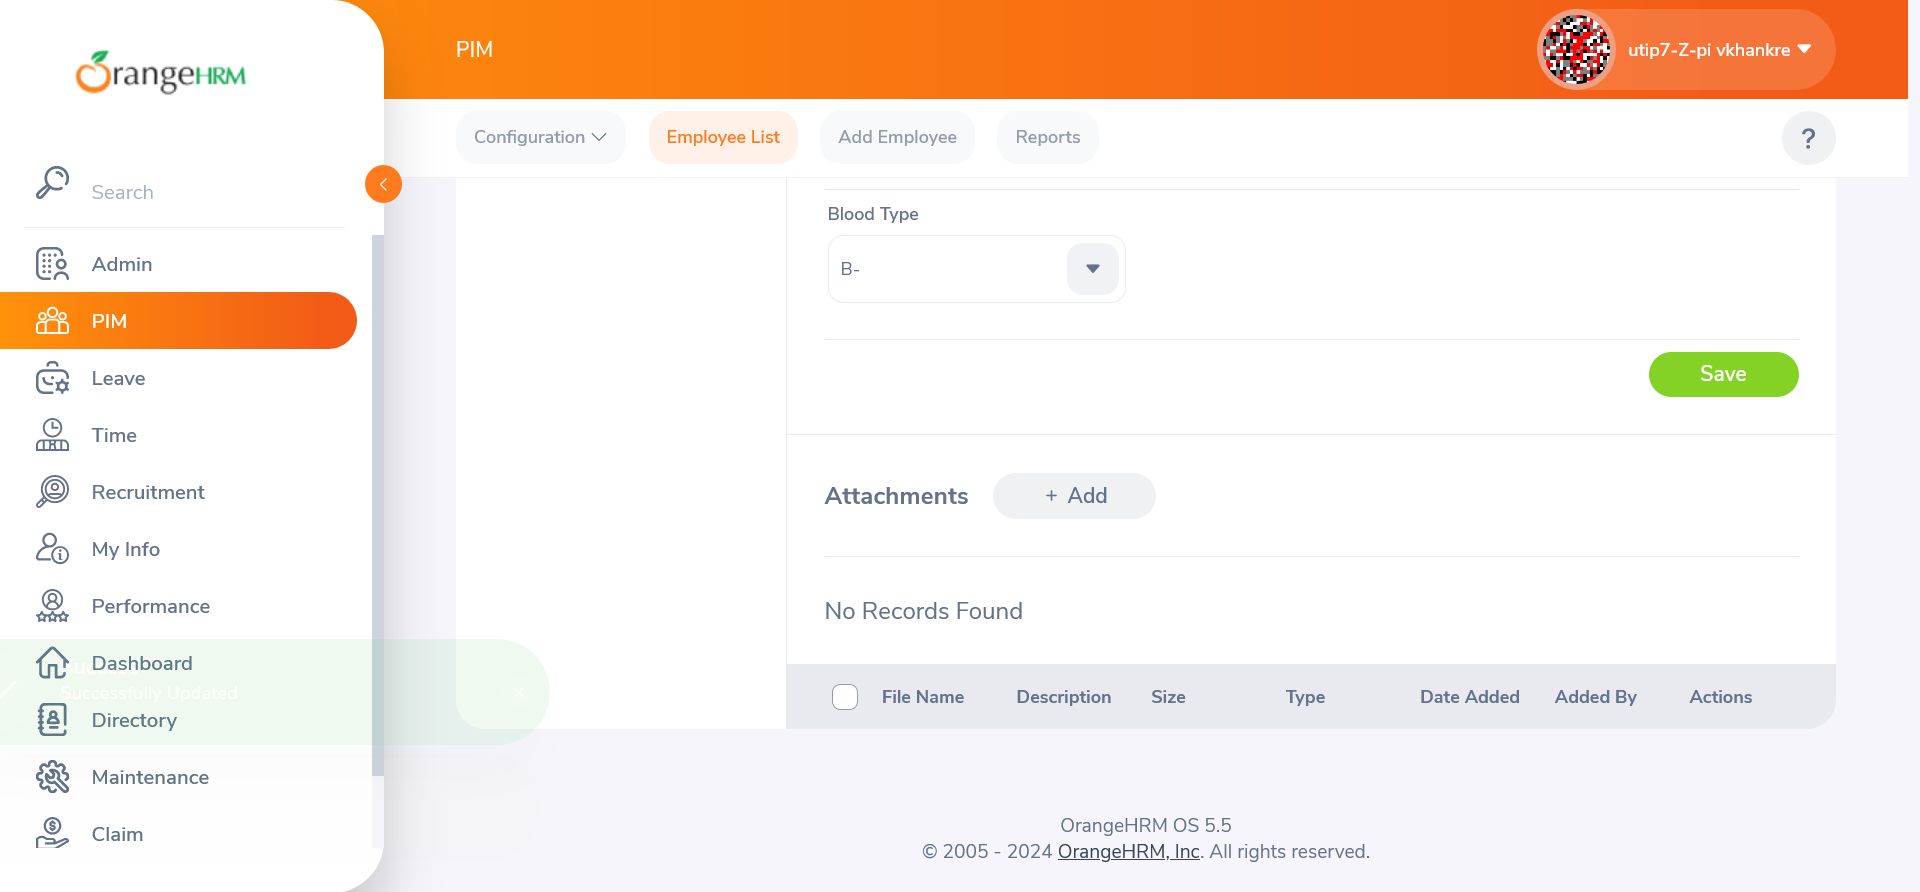 OrangeHRM
PIM
utip7-Z-pi vkhankre
Configuration
Employee List
Add Employee
Reports
?
Search
Admin
PIM
Leave
Time
Recruitment
My Info
Performance
Dashboard
Successfully Updated
Directory
Maintenance
Claim
Blood Type
B-
Save
Attachments
+ Add
No Records Found
File Name Description Size Type Date Added Added By Actions
OrangeHRM OS 5.5
© 2005 - 2024 OrangeHRM, Inc. All rights reserved.